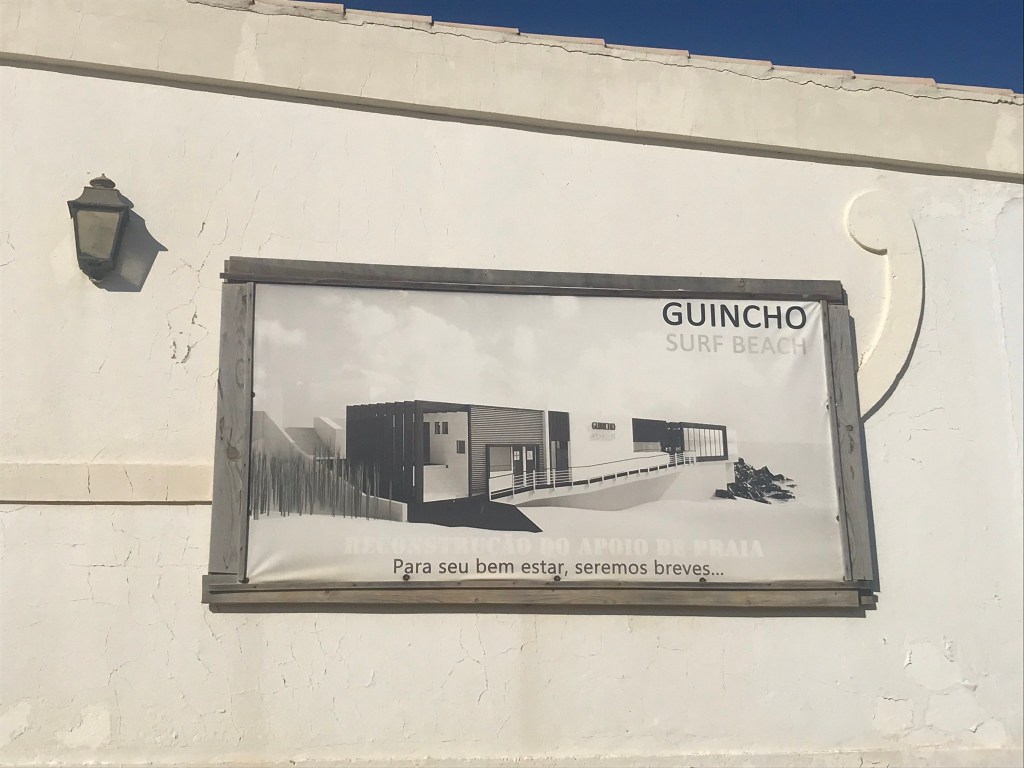 GUINCHO
SURF BEACH
RECONSTRUÇÃO DO APOIO DE PRAIA
Para seu bem estar, seremos breves...